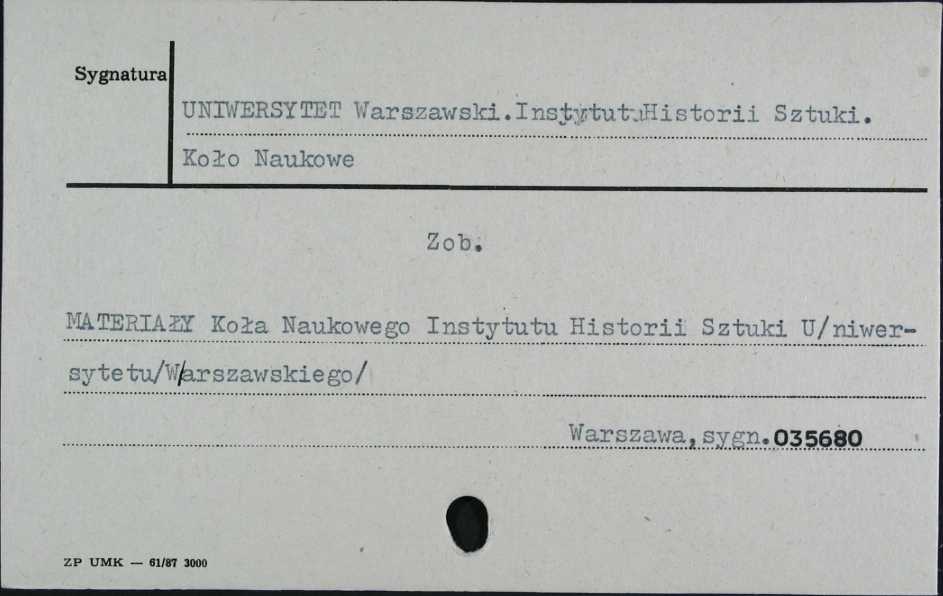 Sygnatura
UNIWERSYTET Warszawski.Instytut Historii Sztuki.
Koło Naukowe
Zob.
MATERIAŁY Koła Naukowego Instytutu Historii Sztuki U/niwer-
sytetu/W/arszawskiego/
Warszawa,sygn.035680
ZP UMK — 61/87 3000